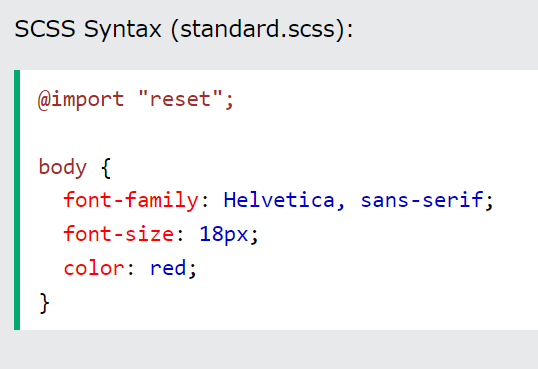 SCSS Syntax (standard.scss):
@import "reset";
body {
font-family: Helvetica, sans-serif;
font-size: 18px;
color: red;
}